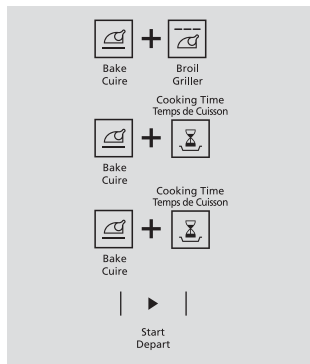 Bake
Cuire
Broil
Griller
Cooking Time
Temps de Cuisson
Bake
Cuire
Cooking Time
Temps de Cuisson
Bake
Cuire
Start
Depart